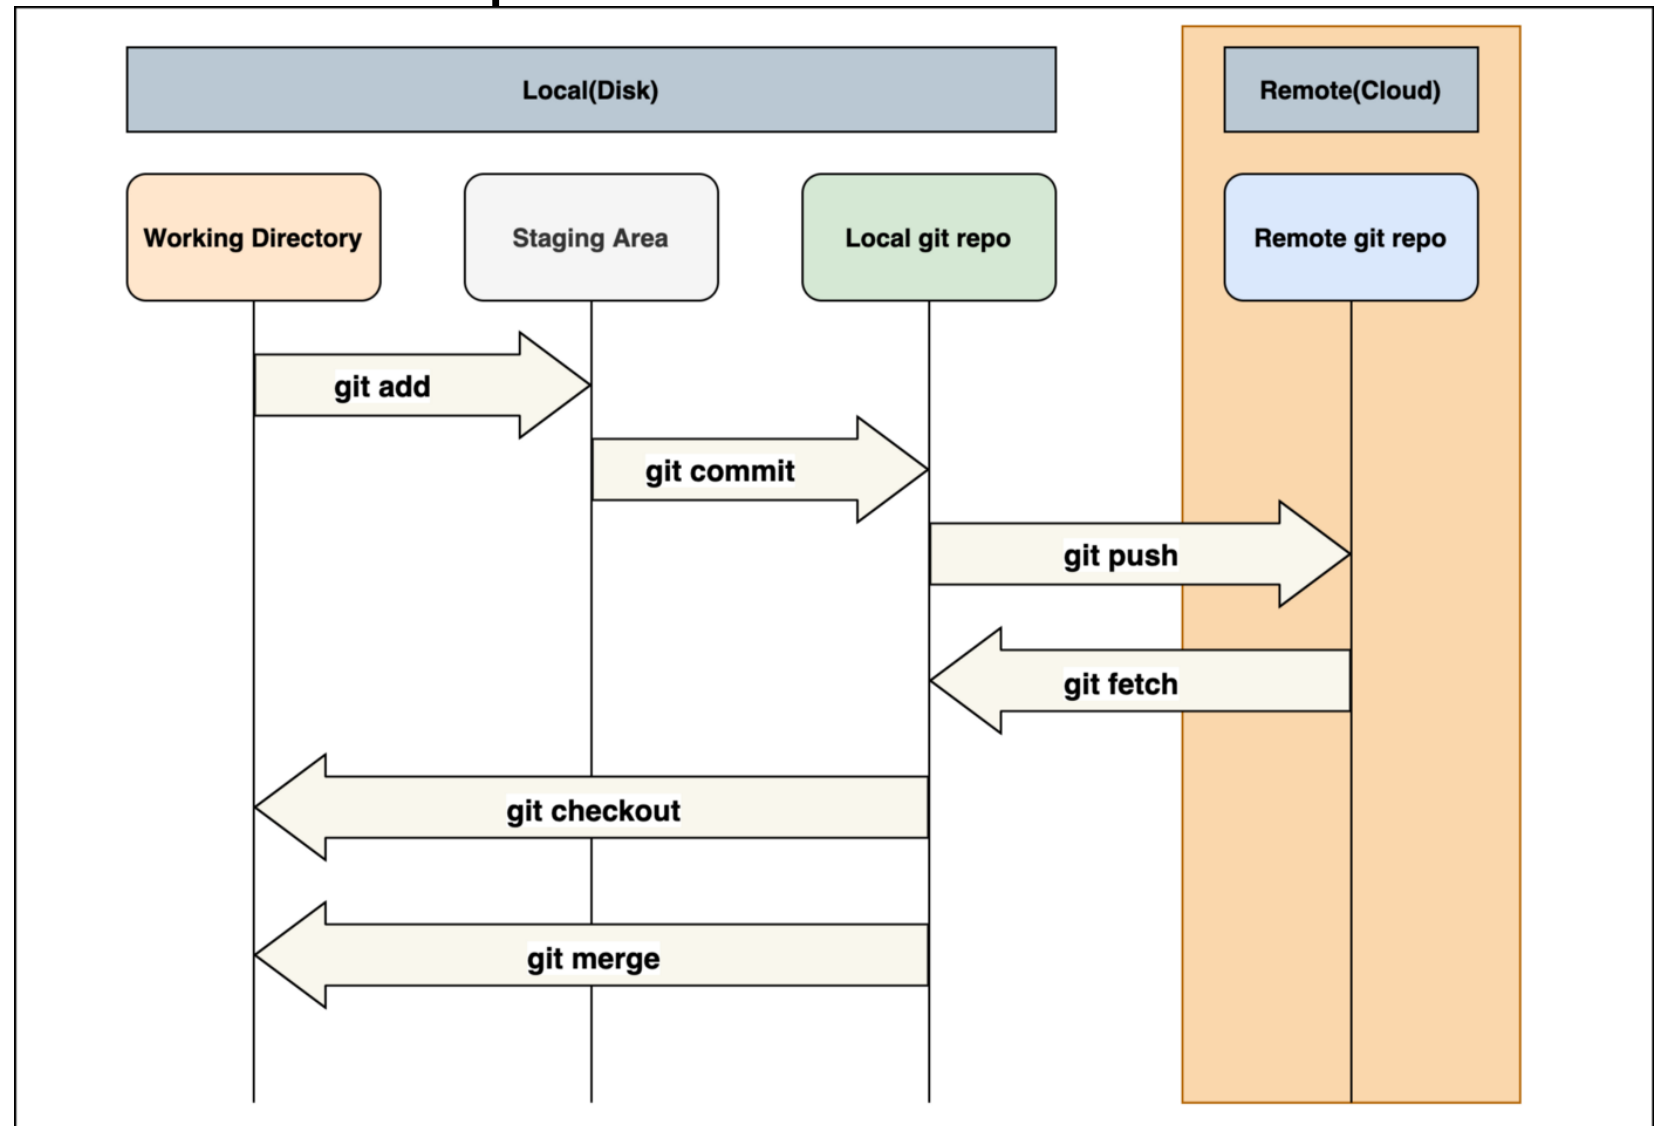 Local(Disk)
Remote(Cloud)
Working Directory
Staging Area
Local git repo
Remote git repo
git add
git commit
git push
git fetch
git checkout
git merge